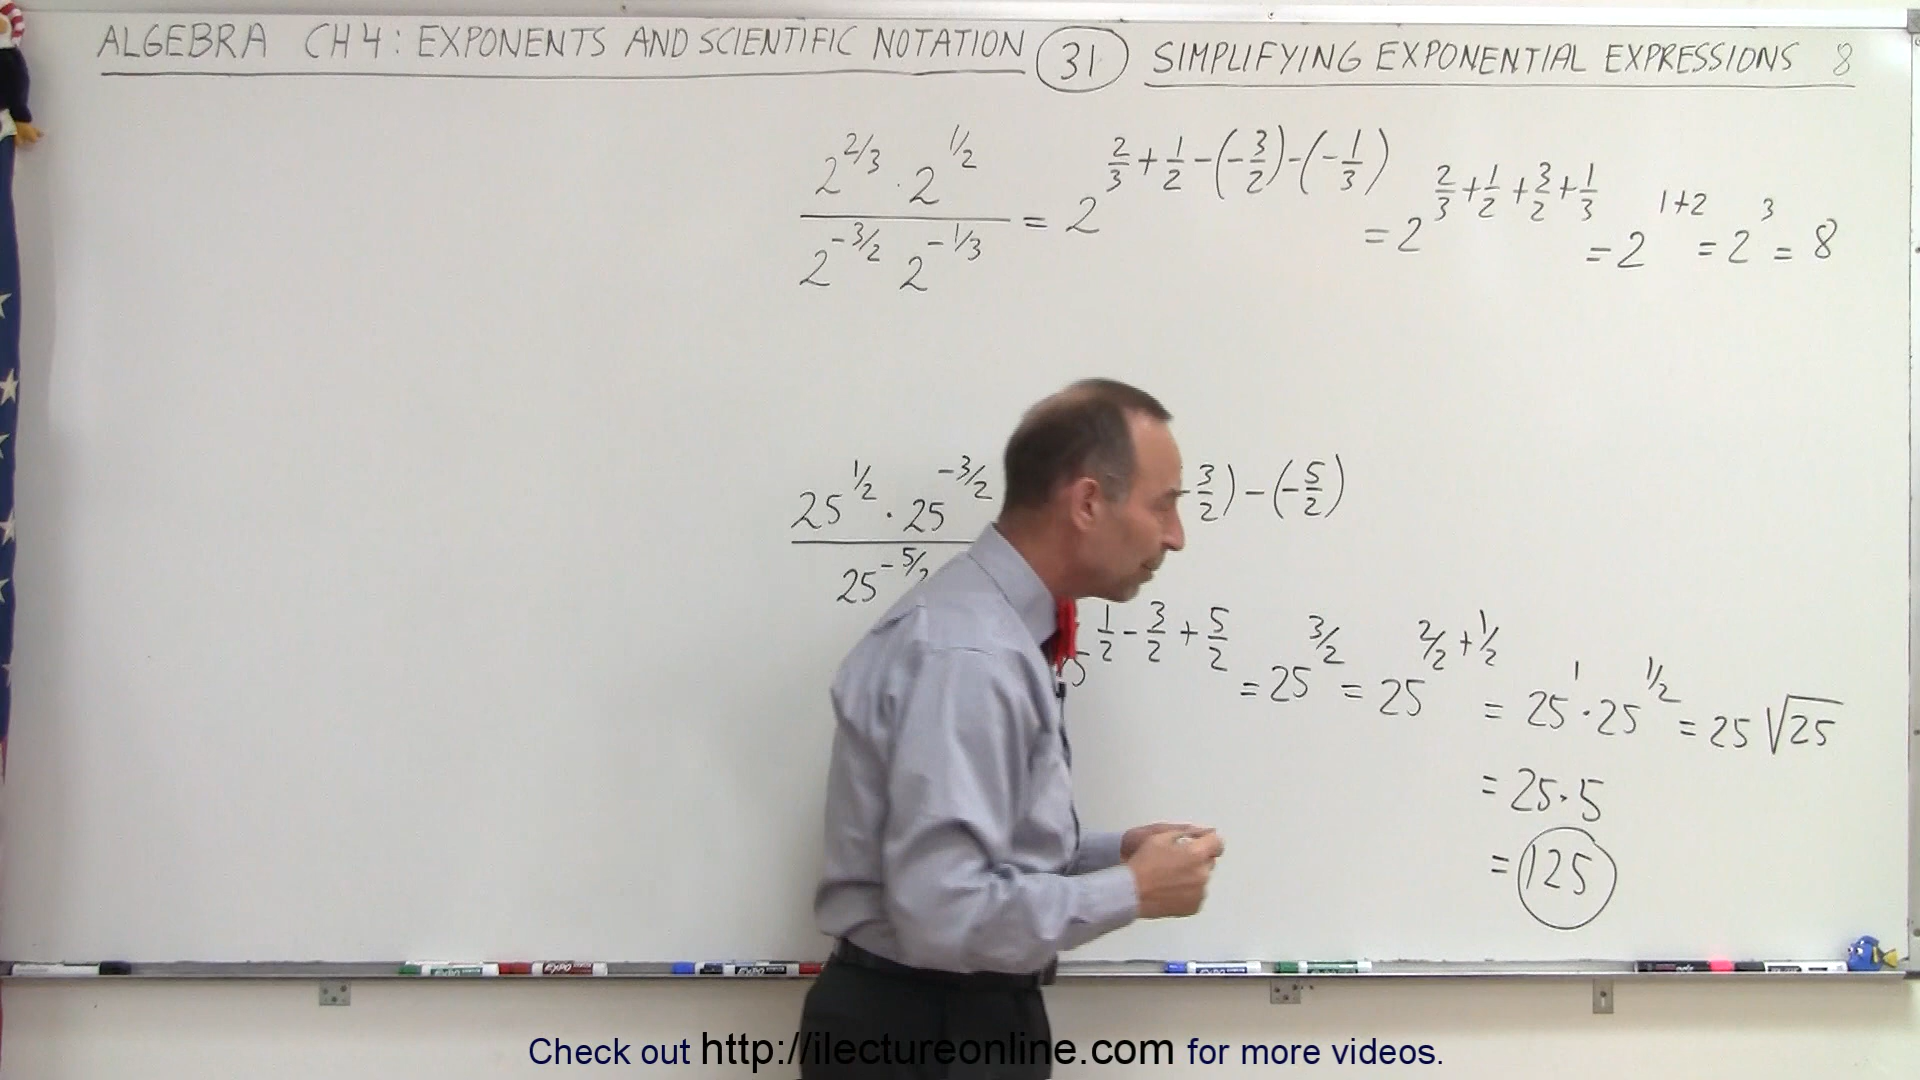 ALGEBRA CH 4: EXPONENTS AND SCIENTIFIC NOTATION 31 SIMPLIFYING EXPONENTIAL EXPRESSIONS 8
2^{2/3} · 2^{1/2} / 2^{-3/2} 2^{-1/3} = 2^{2/3 + 1/2 - (-3/2) - (-1/3)} = 2^{2/3 + 1/2 + 3/2 + 1/3} = 2^{1+2} = 2^3 = 8
25^{1/2} · 25^{-3/2} / 25^{-5/2} - 3/2) - (-5/2)
5^{1/2 - 3/2 + 5/2} = 25^{3/2} = 25^{2/2 + 1/2} = 25^1 · 25^{1/2} = 25 √25
= 25 · 5
= 125
EXPO EXPO
Check out http://ilectureonline.com for more videos.